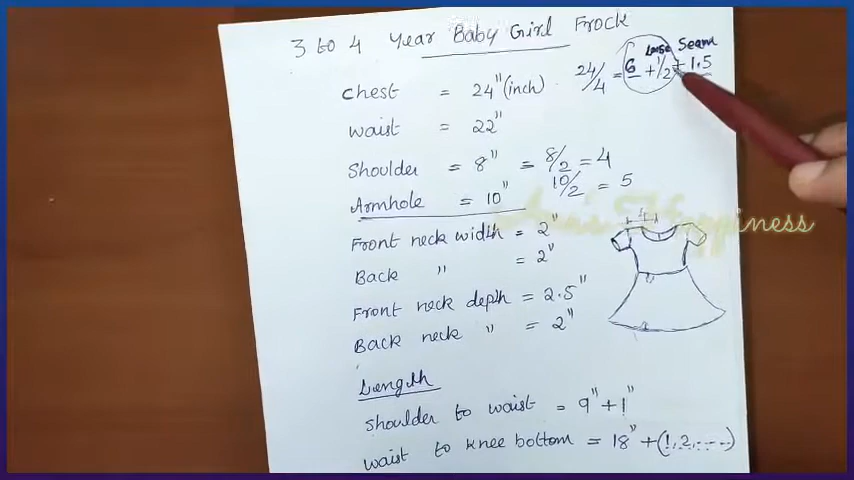 3 to 4 Year Baby Girl Frock
Loose Seam
chest = 24" (inch) 24/4 = 6 + 1/2 + 1.5
waist = 22"
Shoulder = 8" = 8/2 = 4
Armhole = 10" 10/2 = 5
Front neck width = 2"
Back " = 2"
Front neck depth = 2.5"
Back neck " = 2"
Length
shoulder to waist = 9" + 1"
waist to knee bottom = 18" + (1,2,-----)